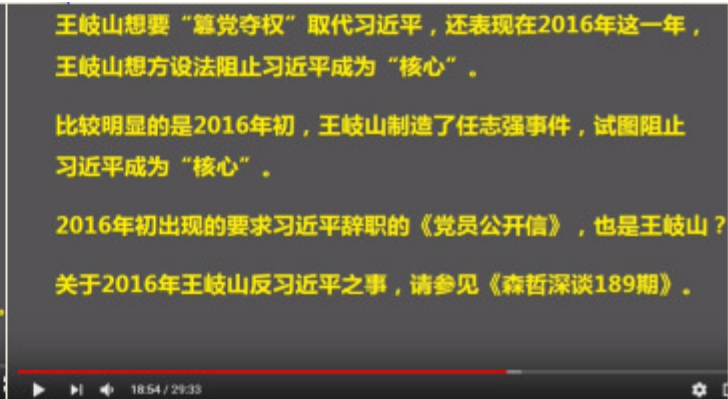 王岐山想要“篡党夺权”取代习近平，还表现在2016年这一年，
王岐山想方设法阻止习近平成为“核心”。
比较明显的是2016年初，王岐山制造了任志强事件，试图阻止
习近平成为“核心”。
2016年初出现的要求习近平辞职的《党员公开信》，也是王岐山？
关于2016年王岐山反习近平之事，请参见《森哲深谈189期》。
18:54 / 29:33